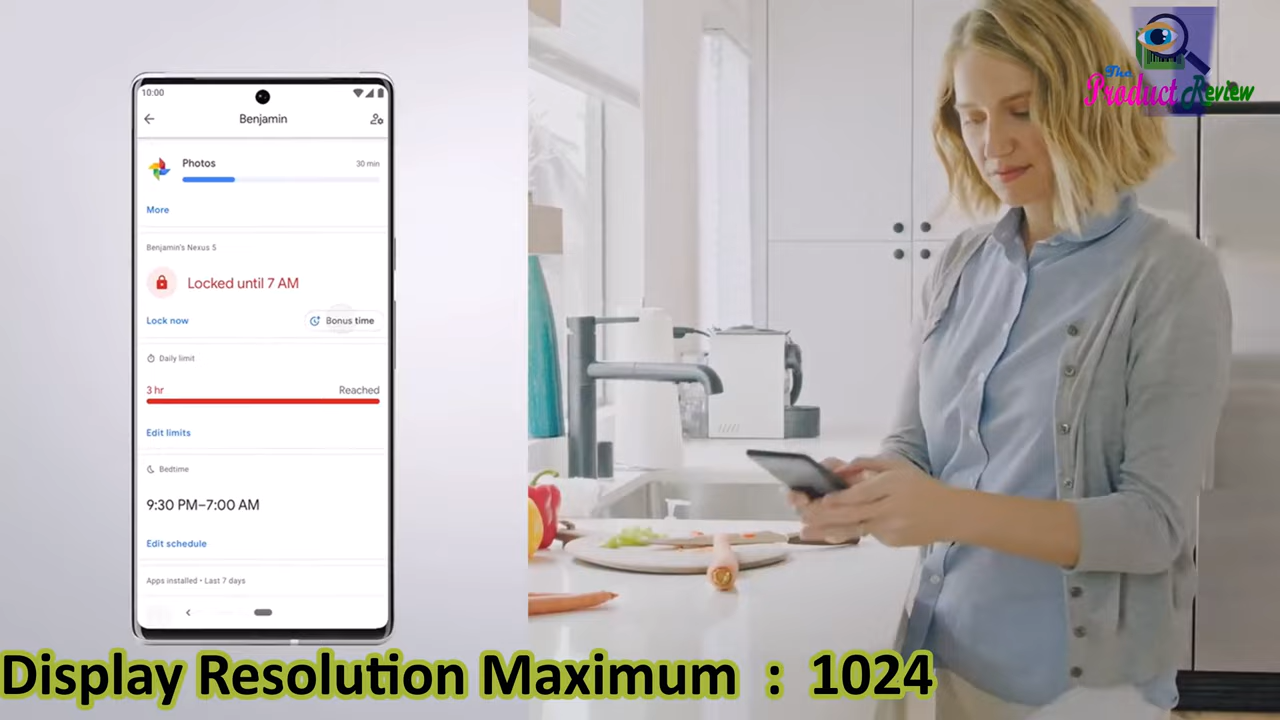 10:00
Benjamin
Photos
30 min
More
Benjamin's Nexus 5
Locked until 7 AM
Lock now
Bonus time
Daily limit
3 hr
Reached
Edit limits
Bedtime
9:30 PM–7:00 AM
Edit schedule
Apps installed • Last 7 days
The
Product Review
Display Resolution Maximum : 1024